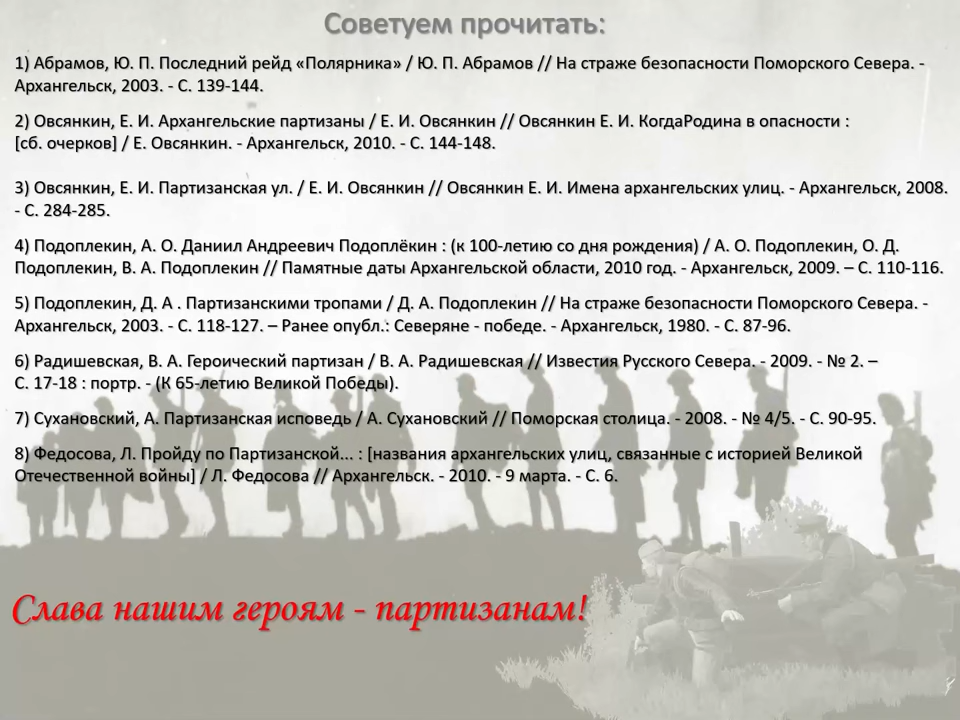 Советуем прочитать:
1) Абрамов, Ю. П. Последний рейд «Полярника» / Ю. П. Абрамов // На страже безопасности Поморского Севера. -
Архангельск, 2003. - С. 139-144.
2) Овсянкин, Е. И. Архангельские партизаны / Е. И. Овсянкин // Овсянкин Е. И. КогдаРодина в опасности :
[сб. очерков] / Е. Овсянкин. - Архангельск, 2010. - С. 144-148.
3) Овсянкин, Е. И. Партизанская ул. / Е. И. Овсянкин // Овсянкин Е. И. Имена архангельских улиц. - Архангельск, 2008.
- С. 284-285.
4) Подоплекин, А. О. Даниил Андреевич Подоплёкин : (к 100-летию со дня рождения) / А. О. Подоплекин, О. Д.
Подоплекин, В. А. Подоплекин // Памятные даты Архангельской области, 2010 год. - Архангельск, 2009. – С. 110-116.
5) Подоплекин, Д. А . Партизанскими тропами / Д. А. Подоплекин // На страже безопасности Поморского Севера. -
Архангельск, 2003. - С. 118-127. – Ранее опубл.: Северяне - победе. - Архангельск, 1980. - С. 87-96.
6) Радишевская, В. А. Героический партизан / В. А. Радишевская // Известия Русского Севера. - 2009. - № 2. –
С. 17-18 : портр. - (К 65-летию Великой Победы).
7) Сухановский, А. Партизанская исповедь / А. Сухановский // Поморская столица. - 2008. - № 4/5. - С. 90-95.
8) Федосова, Л. Пройду по Партизанской... : [названия архангельских улиц, связанные с историей Великой
Отечественной войны] / Л. Федосова // Архангельск. - 2010. - 9 марта. - С. 6.
Слава нашим героям - партизанам!